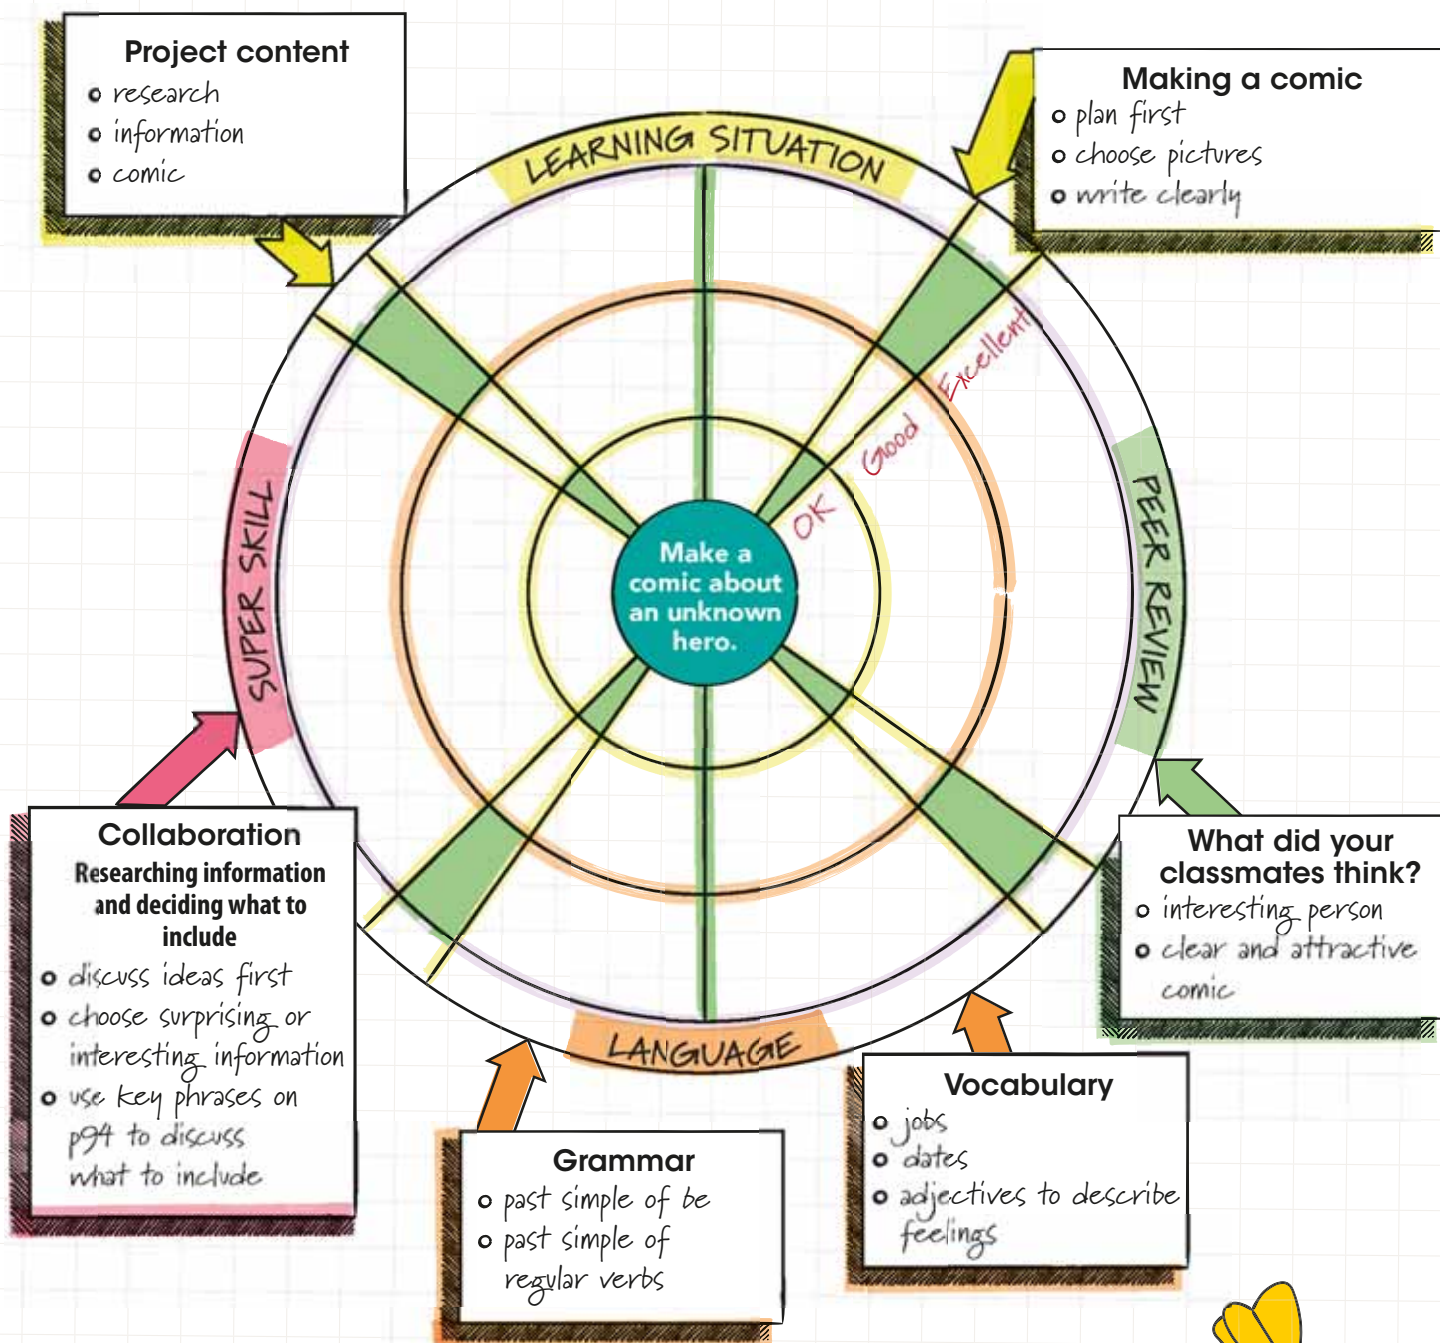 Project content
research
information
comic
Making a comic
plan first
choose pictures
write clearly
LEARNING SITUATION
SUPER SKILL
PEER REVIEW
LANGUAGE
OK
Good
Excellent
Make a
comic about
an unknown
hero.
Collaboration
Researching information
and deciding what to
include
discuss ideas first
choose surprising or
interesting information
use key phrases on
p94 to discuss
what to include
What did your
classmates think?
interesting person
clear and attractive
comic
Grammar
past simple of be
past simple of
regular verbs
Vocabulary
jobs
dates
adjectives to describe
feelings